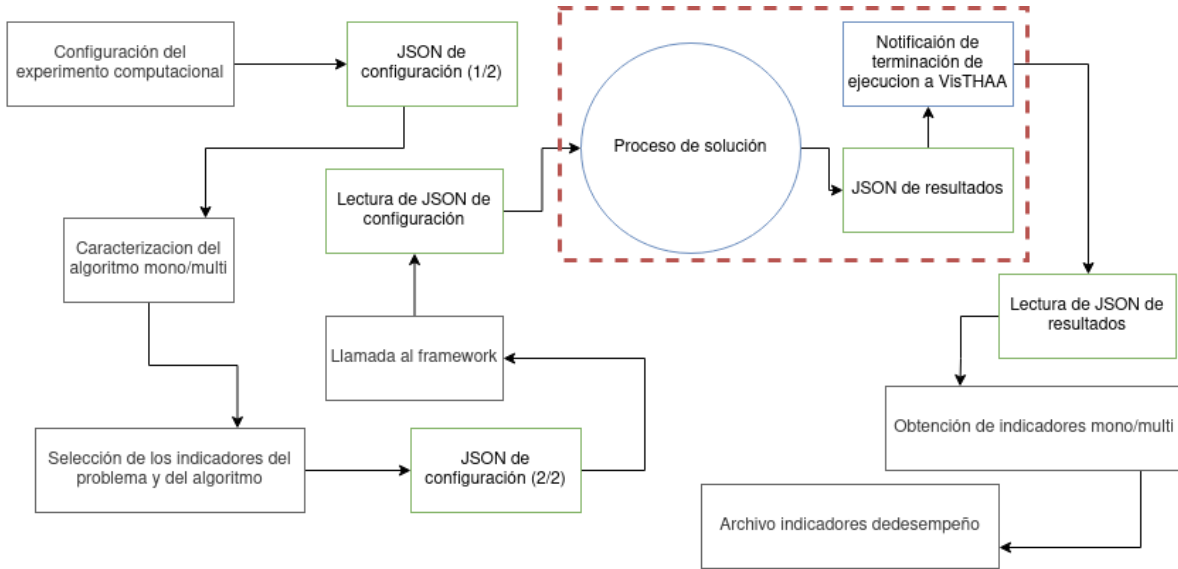 Configuración del
experimento computacional
JSON de
configuración (1/2)
Caracterizacion del
algoritmo mono/multi
Selección de los indicadores del
problema y del algoritmo
JSON de
configuración (2/2)
Llamada al framework
Lectura de JSON de
configuración
Proceso de solución
JSON de resultados
Notificaión de
terminación de
ejecucion a VisTHAA
Lectura de JSON de
resultados
Obtención de indicadores mono/multi
Archivo indicadores dedesempeño